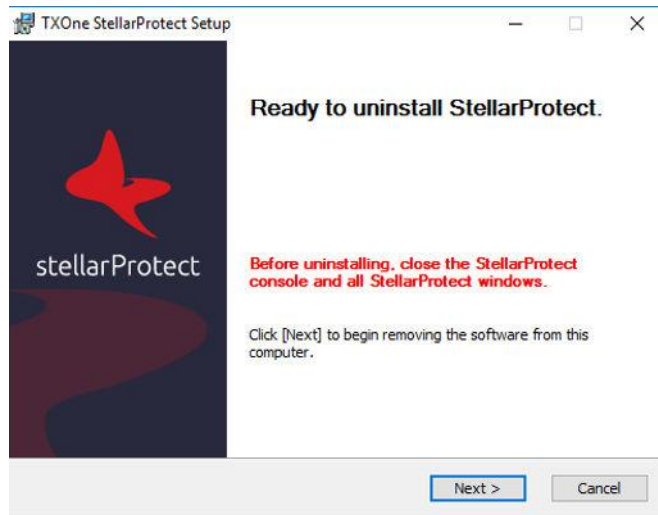 TXOne StellarProtect Setup
Ready to uninstall StellarProtect.
stellarProtect
Before uninstalling, close the StellarProtect
console and all StellarProtect windows.
Click [Next] to begin removing the software from this
computer.
Next >
Cancel